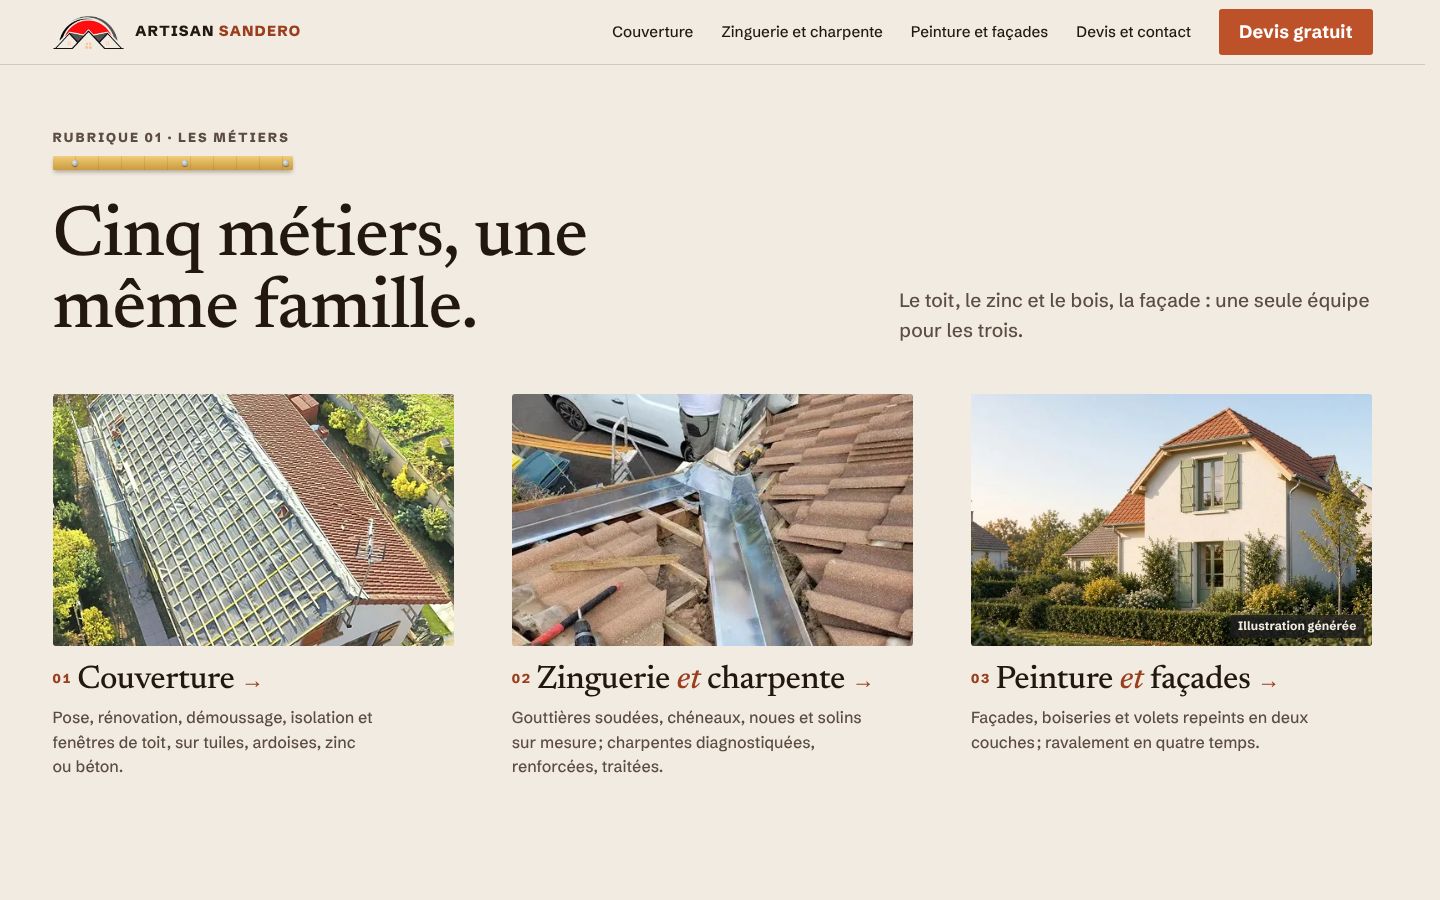 ARTISAN SANDERO
Couverture
Zinguerie et charpente
Peinture et façades
Devis et contact
Devis gratuit
RUBRIQUE 01 · LES MÉTIERS
Cinq métiers, une
même famille.
Le toit, le zinc et le bois, la façade : une seule équipe
pour les trois.
Illustration générée
01 Couverture →
Pose, rénovation, démoussage, isolation et
fenêtres de toit, sur tuiles, ardoises, zinc
ou béton.
02 Zinguerie et charpente →
Gouttières soudées, chéneaux, noues et solins
sur mesure ; charpentes diagnostiquées,
renforcées, traitées.
03 Peinture et façades →
Façades, boiseries et volets repeints en deux
couches ; ravalement en quatre temps.